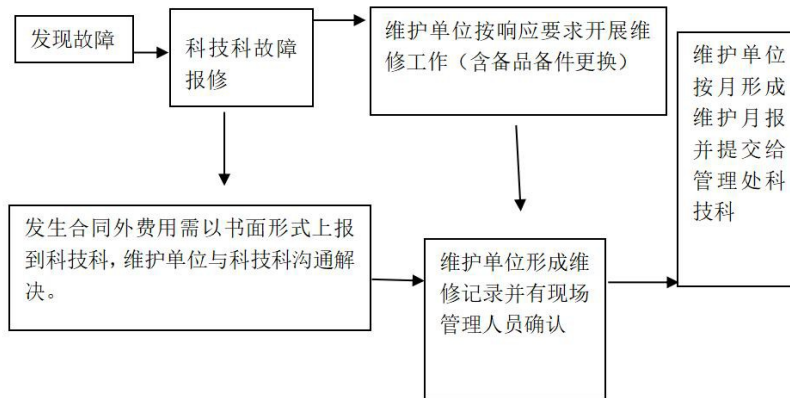 发现故障
科技科故障
报修
维护单位按响应要求开展维
修工作（含备品备件更换）
维护单位
按月形成
维护月报
并提交给
管理处科
技科
发生合同外费用需以书面形式上报
到科技科，维护单位与科技科沟通解
决。
维护单位形成维
修记录并有现场
管理人员确认